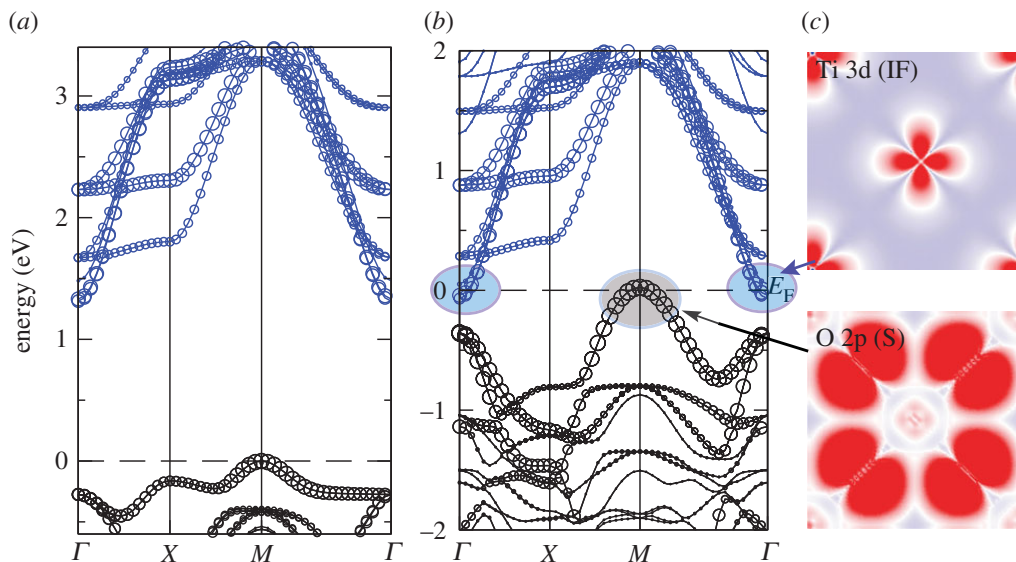 (a)
(b)
(c)
energy (eV)
3
2
1
0
Γ
X
M
Γ
2
1
0
−1
−2
E_F
Γ
X
M
Γ
Ti 3d (IF)
O 2p (S)